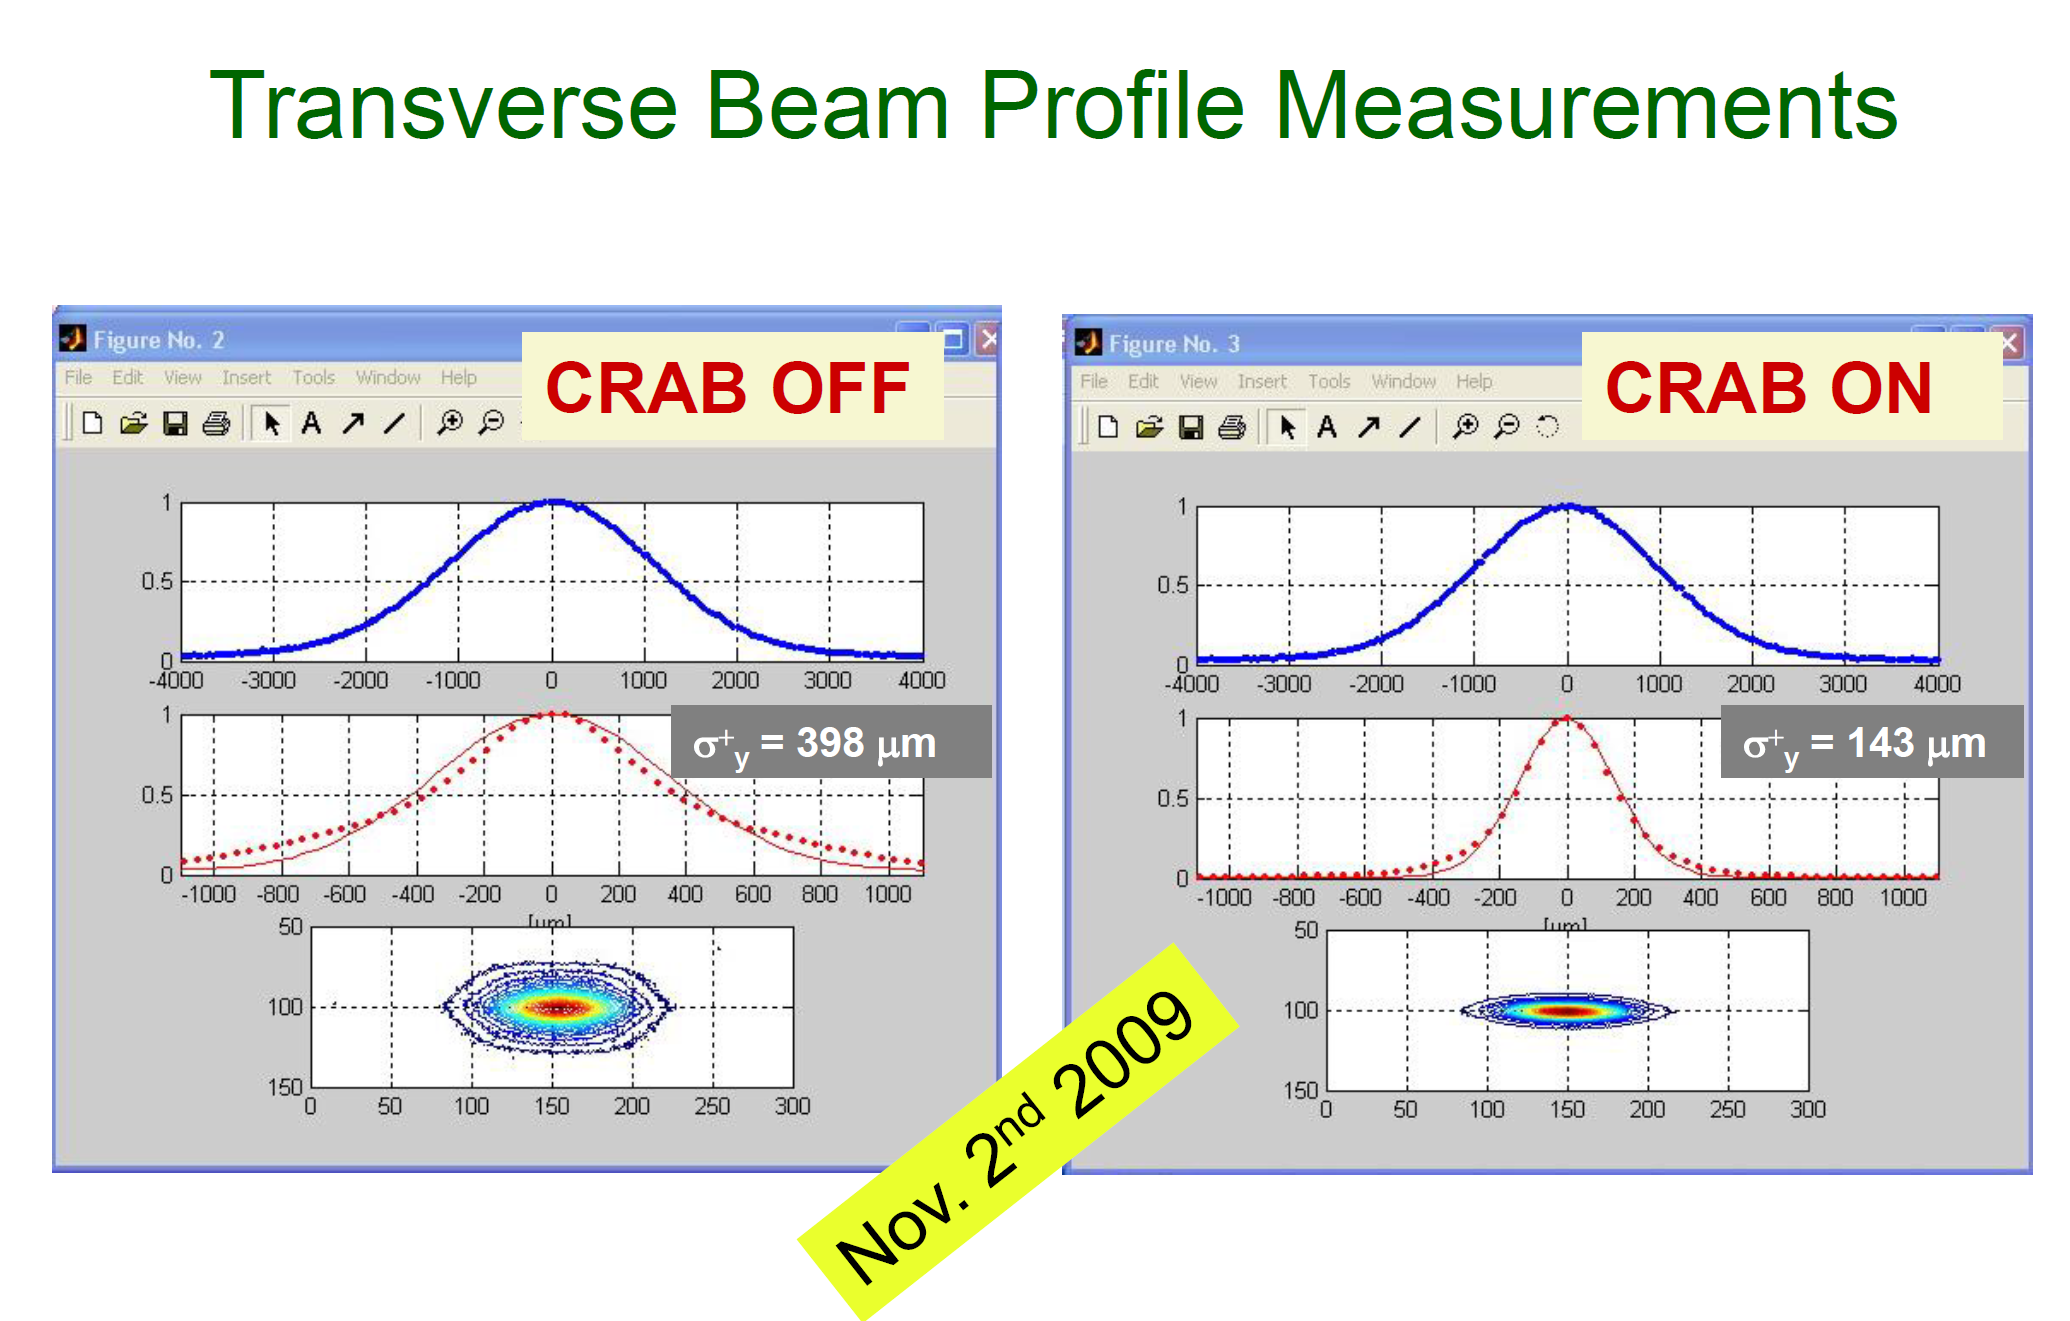 Transverse Beam Profile Measurements
Figure No. 2
CRAB OFF
File Edit View Insert Tools Window Help
A
1
0.5
0
-4000 -3000 -2000 -1000 0 1000 2000 3000 4000
1
σ+y = 398 μm
0.5
0
-1000 -800 -600 -400 -200 0 200 400 600 800 1000
[μm]
50
100
150
0 50 100 150 200 250 300
Figure No. 3
CRAB ON
File Edit View Insert Tools Window Help
A
1
0.5
0
-4000 -3000 -2000 -1000 0 1000 2000 3000 4000
1
σ+y = 143 μm
0.5
0
-1000 -800 -600 -400 -200 0 200 400 600 800 1000
[μm]
50
100
150
0 50 100 150 200 250 300
Nov. 2nd 2009